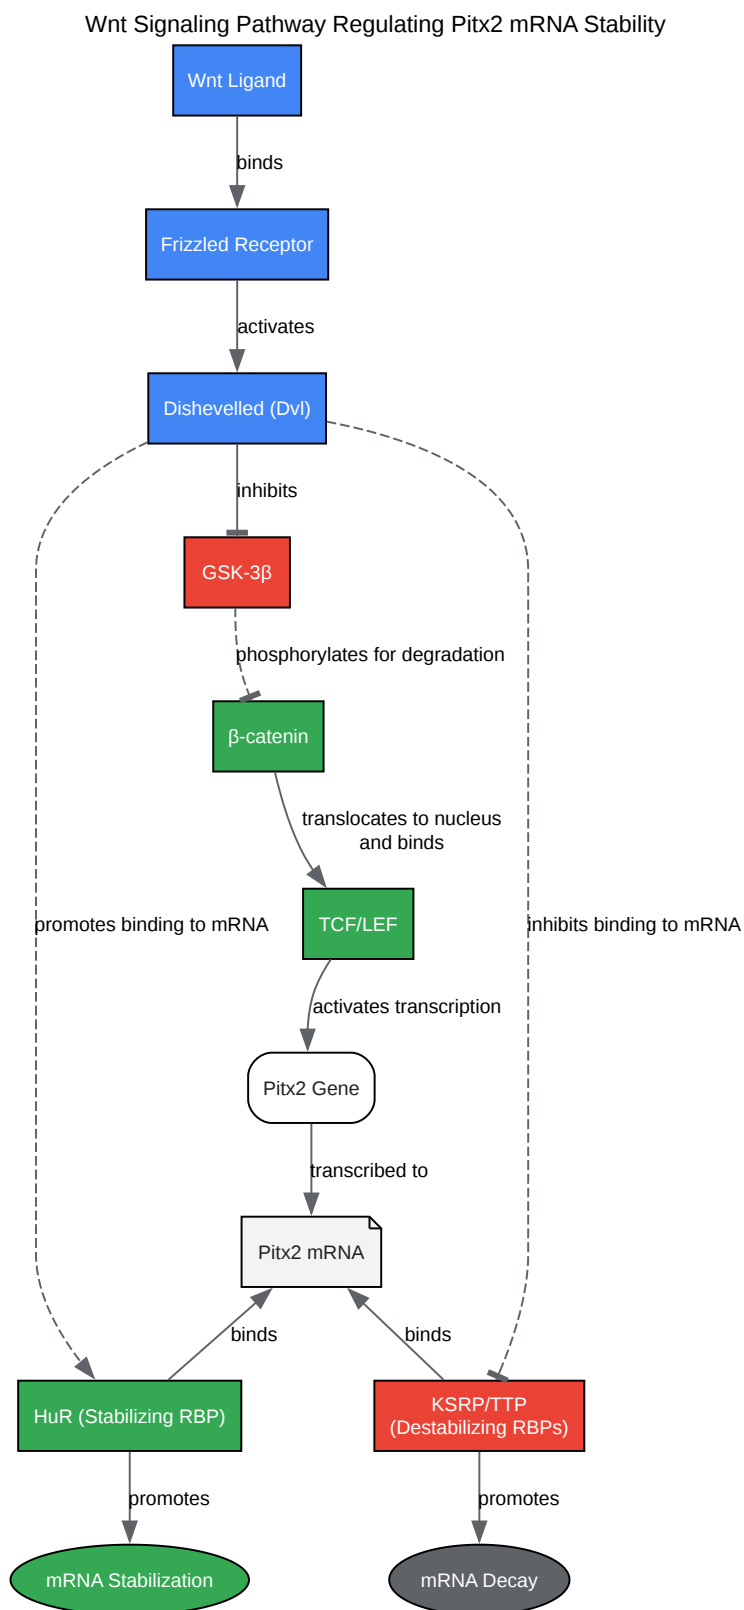 Wnt Signaling Pathway Regulating Pitx2 mRNA Stability
Wnt Ligand
binds
Frizzled Receptor
activates
Dishevelled (Dvl)
inhibits
GSK-3β
phosphorylates for degradation
β-catenin
translocates to nucleus
and binds
promotes binding to mRNA
TCF/LEF
inhibits binding to mRNA
activates transcription
Pitx2 Gene
transcribed to
Pitx2 mRNA
binds
binds
HuR (Stabilizing RBP)
KSRP/TTP
(Destabilizing RBPs)
promotes
promotes
mRNA Stabilization
mRNA Decay